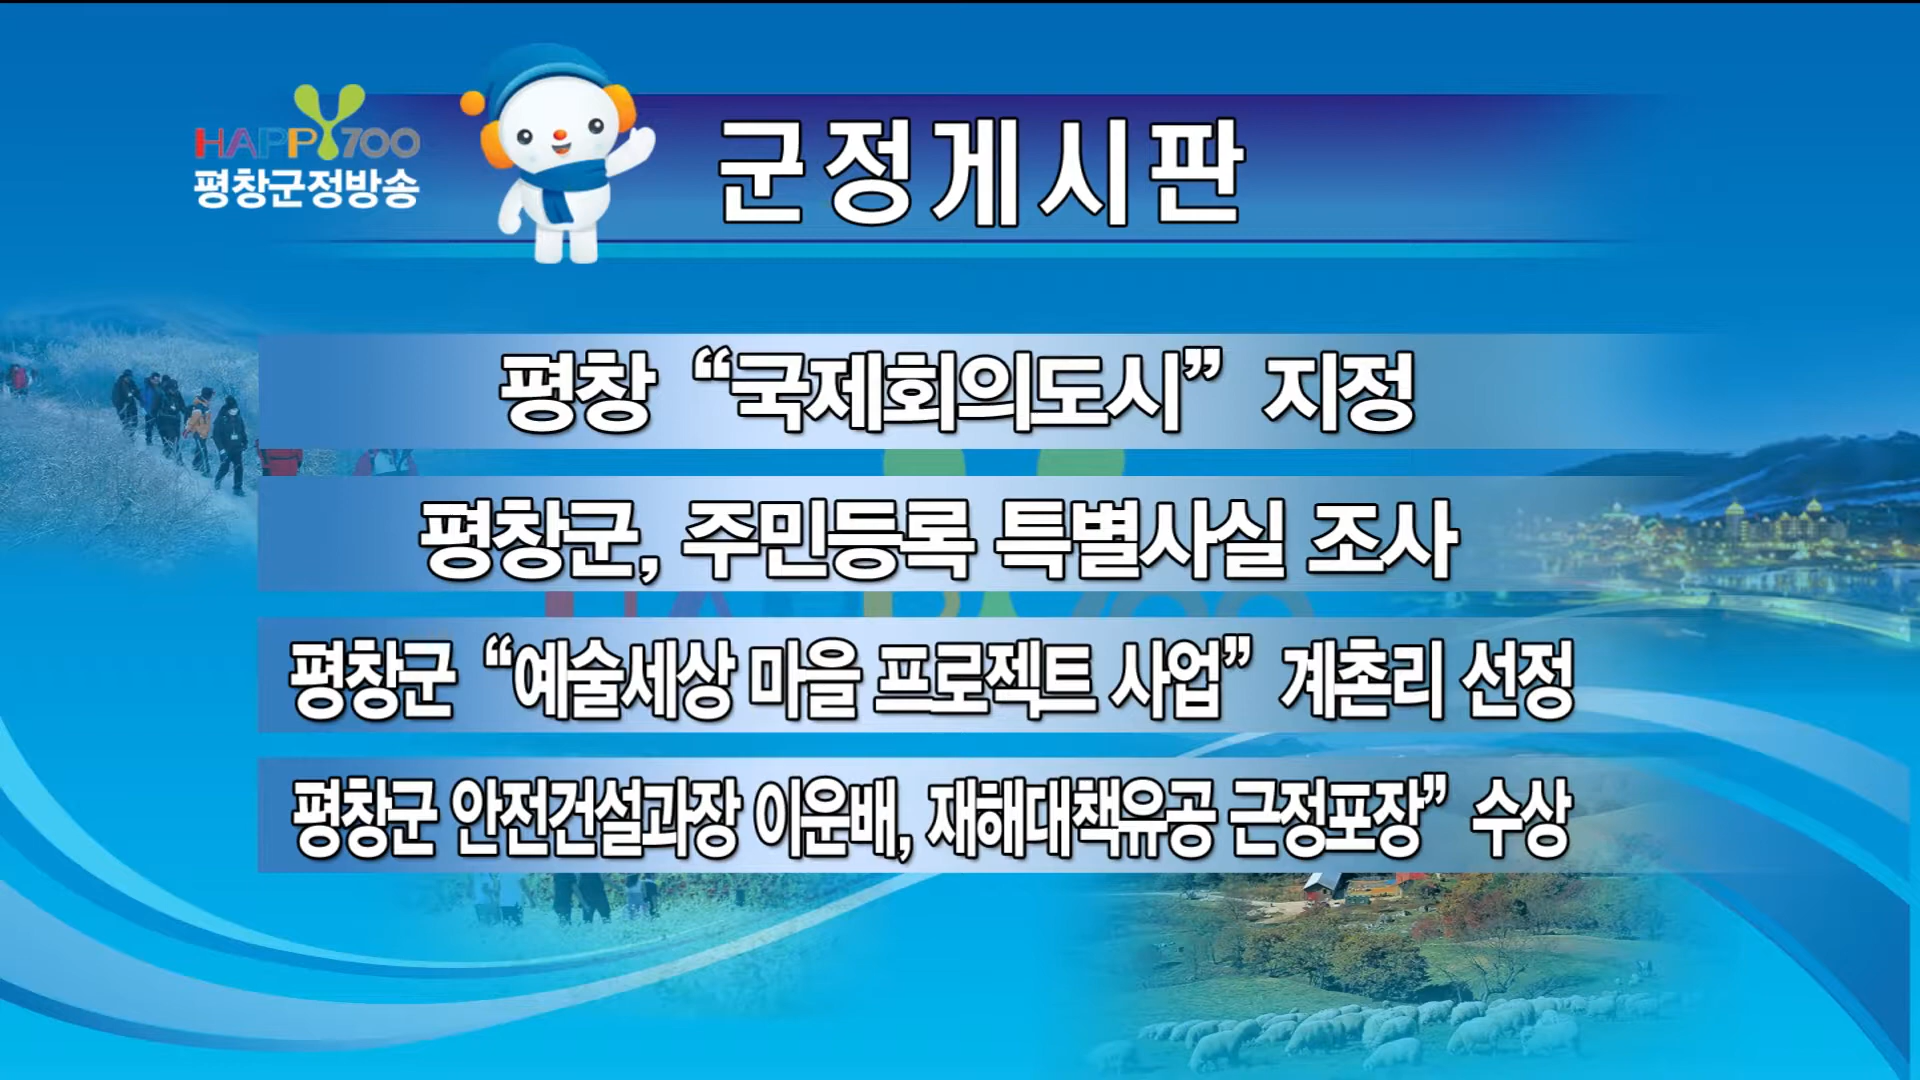 HAPPY700
평창군정방송
군정게시판
평창 “국제회의도시” 지정
평창군, 주민등록 특별사실 조사
HAPPY700
평창군 “예술세상 마을 프로젝트 사업” 계촌리 선정
평창군 안전건설과장 이운배, 재해대책유공 근정포장” 수상